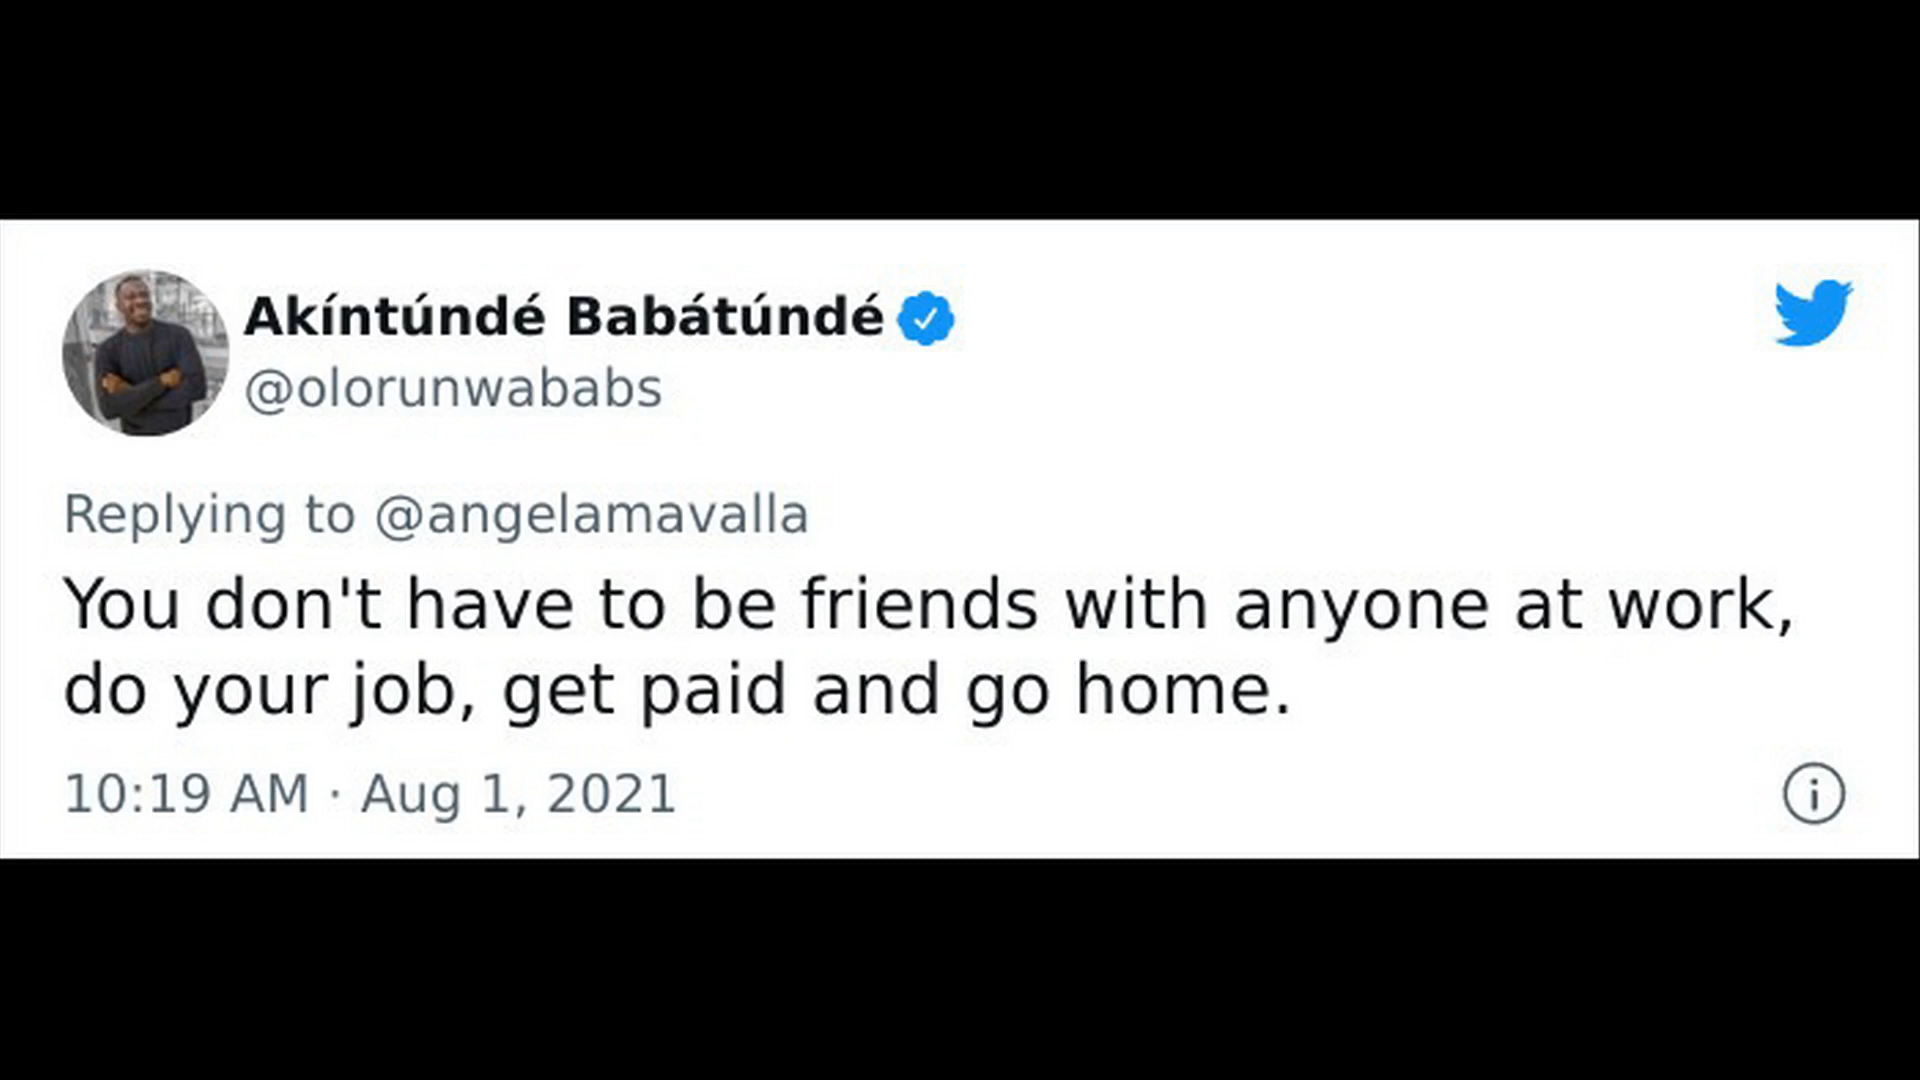 Akíntúndé Babátúndé
@olorunwababs
Replying to @angelamavalla
You don't have to be friends with anyone at work,
do your job, get paid and go home.
10:19 AM · Aug 1, 2021